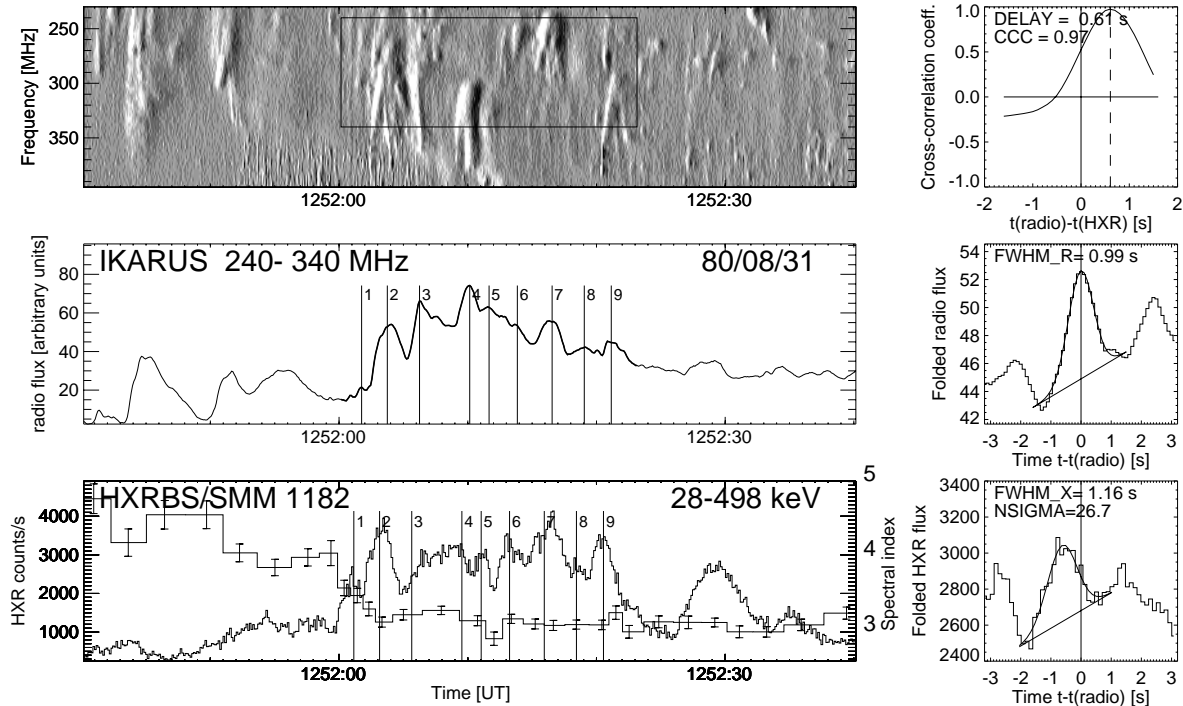 250
300
350
Frequency [MHz]
1252:00
1252:30
1.0
0.5
0.0
-0.5
-1.0
Cross-correlation coeff.
DELAY = 0.61 s
CCC = 0.97
-2 -1 0 1 2
t(radio)-t(HXR) [s]
IKARUS 240- 340 MHz
80/08/31
80
60
40
20
radio flux [arbitrary units]
1 2 3 4 5 6 7 8 9
1252:00
1252:30
54
52
50
48
46
44
42
Folded radio flux
FWHM_R= 0.99 s
-3 -2 -1 0 1 2 3
Time t-t(radio) [s]
HXRBS/SMM 1182
28-498 keV
4000
3000
2000
1000
HXR counts/s
1 2 3 4 5 6 7 8 9
5
4
3
Spectral index
1252:00
1252:30
Time [UT]
3400
3200
3000
2800
2600
2400
Folded HXR flux
FWHM_X= 1.16 s
NSIGMA=26.7
-3 -2 -1 0 1 2 3
Time t-t(radio) [s]